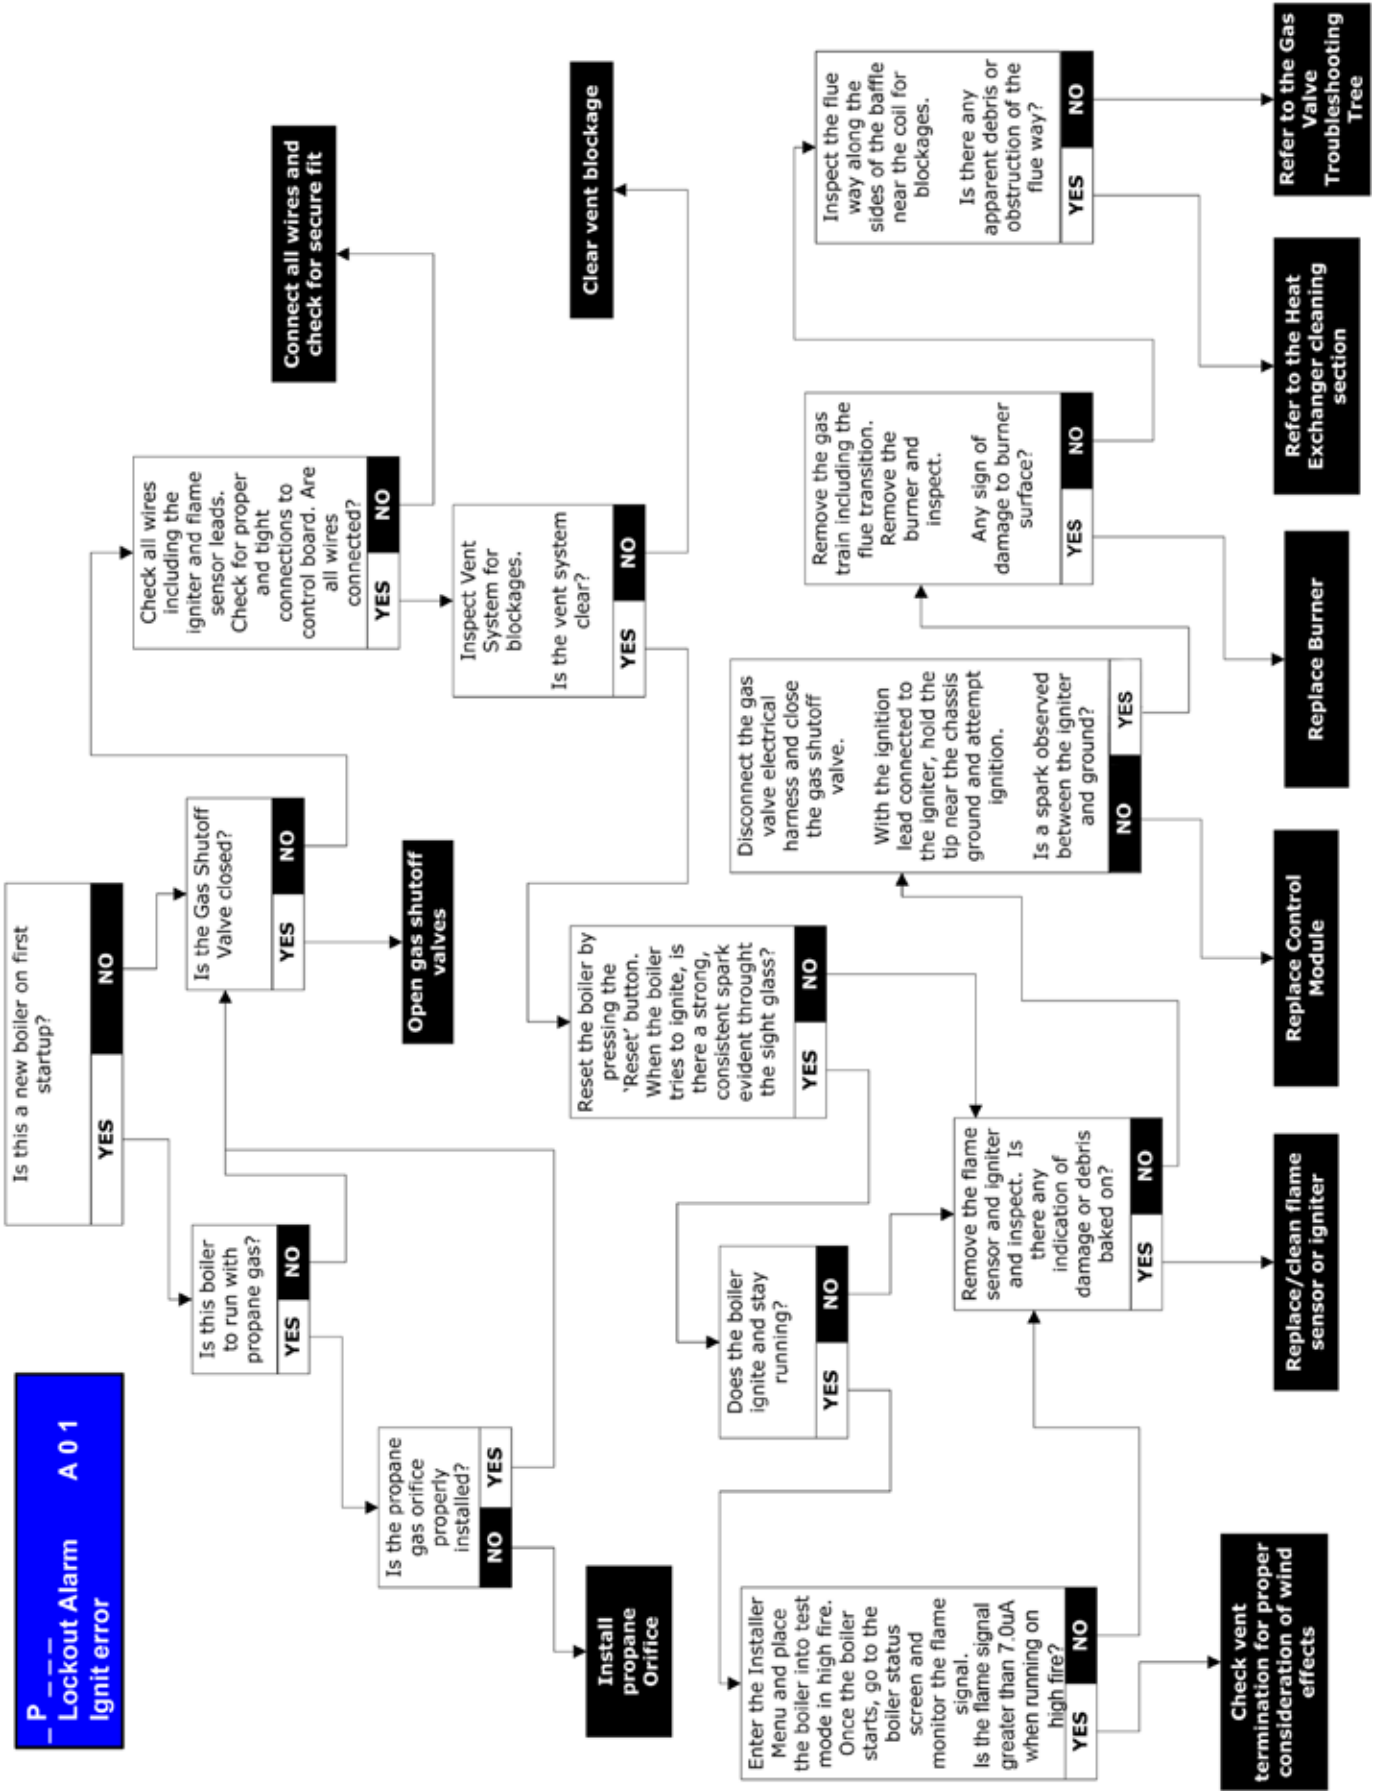 _ P _ _ _ _
Lockout Alarm A 0 1
Ignit error
Is this a new boiler on first
startup?
YES
NO
Is this boiler
to run with
propane gas?
YES
NO
Is the Gas Shutoff
Valve closed?
YES
NO
Check all wires
including the
igniter and flame
sensor leads.
Check for proper
and tight
connections to
control board. Are
all wires
connected?
YES
NO
Connect all wires and
check for secure fit
Is the propane
gas orifice
properly
installed?
NO
YES
Open gas shutoff
valves
Inspect Vent
System for
blockages.
Is the vent system
clear?
YES
NO
Clear vent blockage
Install
propane
Orifice
Reset the boiler by
pressing the
‘Reset’ button.
When the boiler
tries to ignite, is
there a strong,
consistent spark
evident throught
the sight glass?
YES
NO
Enter the Installer
Menu and place
the boiler into test
mode in high fire.
Once the boiler
starts, go to the
boiler status
screen and
monitor the flame
signal.
Is the flame signal
greater than 7.0uA
when running on
high fire?
YES
NO
Does the boiler
ignite and stay
running?
YES
NO
Remove the flame
sensor and igniter
and inspect. Is
there any
indication of
damage or debris
baked on?
YES
NO
Disconnect the gas
valve electrical
harness and close
the gas shutoff
valve.
With the ignition
lead connected to
the igniter, hold the
tip near the chassis
ground and attempt
ignition.
Is a spark observed
between the igniter
and ground?
NO
YES
Remove the gas
train including the
flue transition.
Remove the
burner and
inspect.
Any sign of
damage to burner
surface?
YES
NO
Inspect the flue
way along the
sides of the baffle
near the coil for
blockages.
Is there any
apparent debris or
obstruction of the
flue way?
YES
NO
Check vent
termination for proper
consideration of wind
effects
Replace/clean flame
sensor or igniter
Replace Control
Module
Replace Burner
Refer to the Heat
Exchanger cleaning
section
Refer to the Gas
Valve
Troubleshooting
Tree